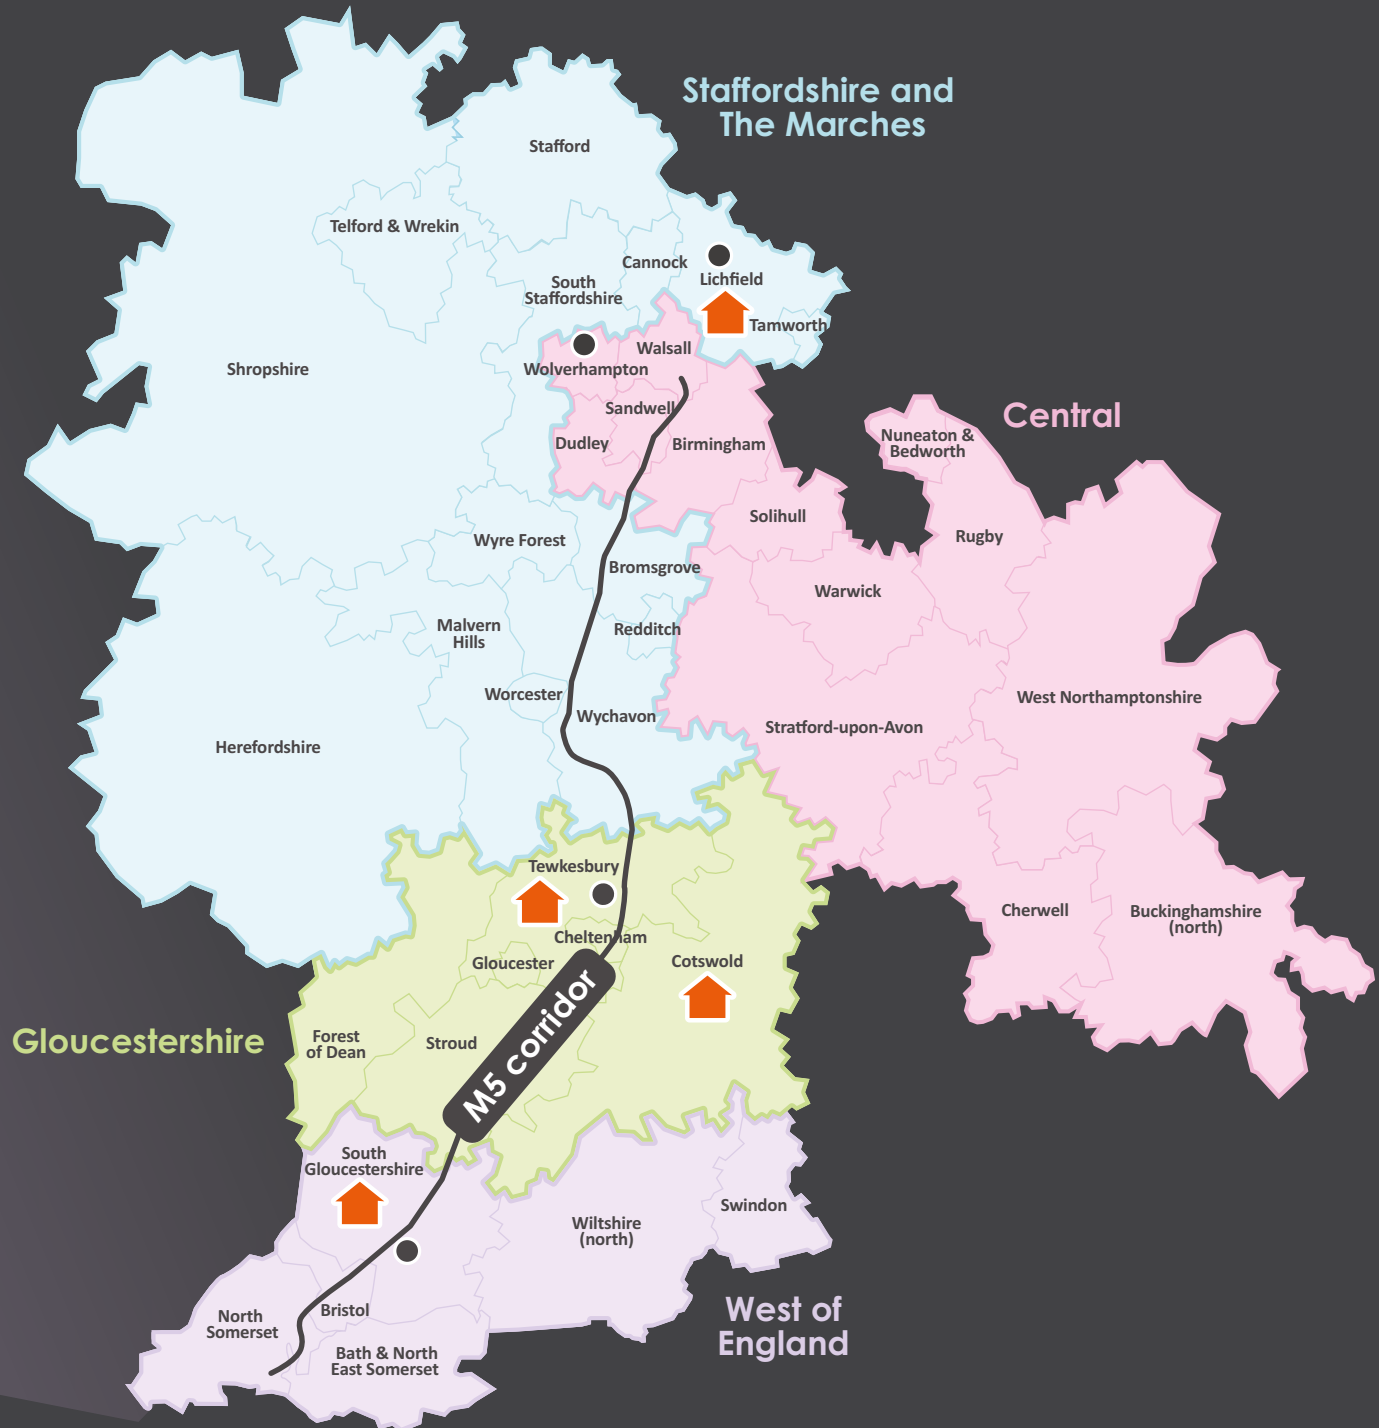 Staffordshire and
The Marches
Stafford
Telford & Wrekin
Cannock
Lichfield
South
Staffordshire
Tamworth
Walsall
Wolverhampton
Shropshire
Sandwell
Dudley
Birmingham
Central
Nuneaton &
Bedworth
Solihull
Rugby
Wyre Forest
Bromsgrove
Warwick
Malvern
Hills
Redditch
Worcester
Wychavon
West Northamptonshire
Stratford-upon-Avon
Herefordshire
Tewkesbury
Cherwell
Buckinghamshire
(north)
Cheltenham
Gloucester
Cotswold
Gloucestershire
Forest
of Dean
Stroud
M5 corridor
South
Gloucestershire
Swindon
Wiltshire
(north)
West of
England
North
Somerset
Bristol
Bath & North
East Somerset